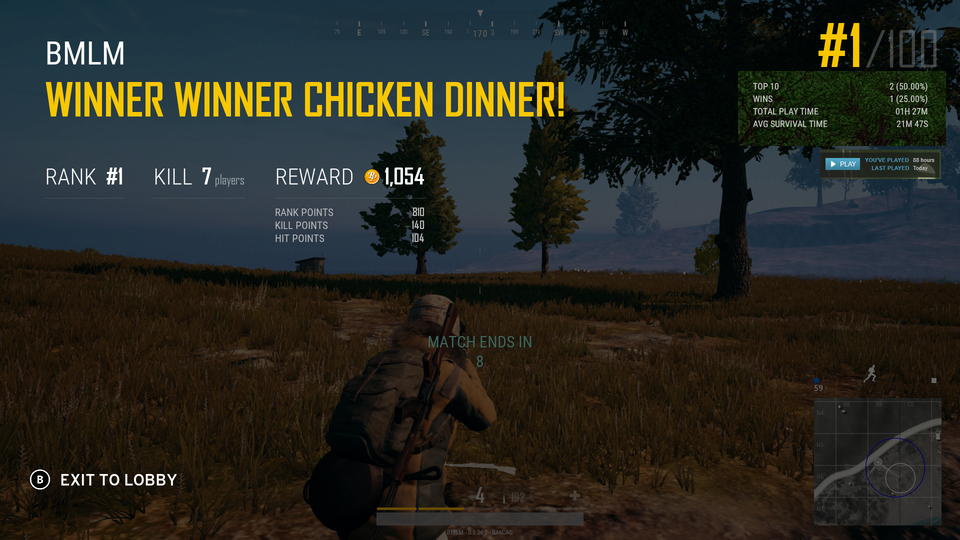 BMLM
WINNER WINNER CHICKEN DINNER!
#1/100
TOP 10 2 (50.00%)
WINS 1 (25.00%)
TOTAL PLAY TIME 01H 27M
AVG SURVIVAL TIME 21M 47S
PLAY
YOU'VE PLAYED 88 hours
LAST PLAYED Today
RANK #1 KILL 7 players REWARD 1,054
RANK POINTS 810
KILL POINTS 140
HIT POINTS 104
E SE 170 W
MATCH ENDS IN
8
59
B EXIT TO LOBBY
4